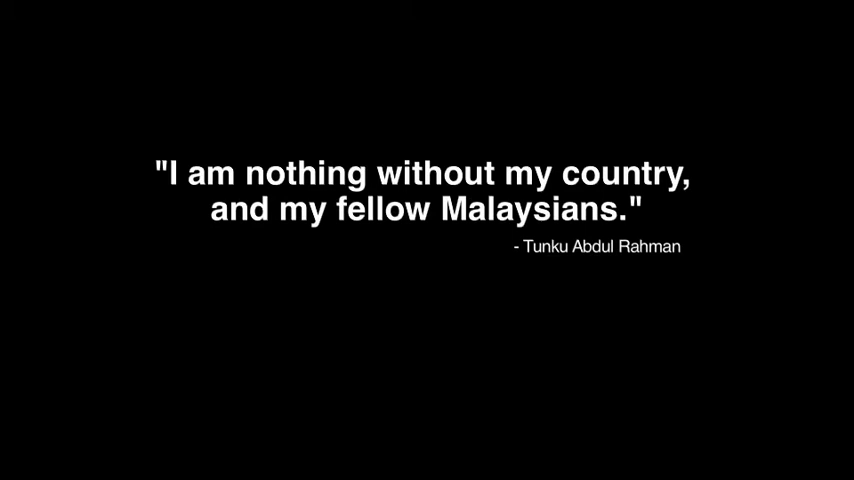 "I am nothing without my country,
and my fellow Malaysians."
- Tunku Abdul Rahman